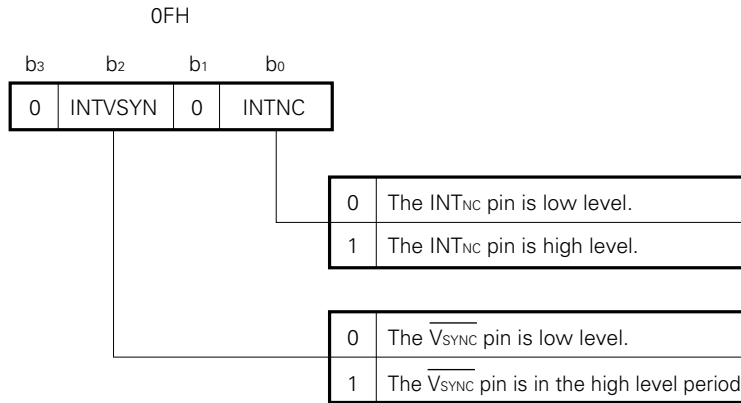 0FH
b3 b2 b1 b0
0 INTVSYN 0 INTNC
0 The INTNC pin is low level.
1 The INTNC pin is high level.
0 The V̅S̅Y̅N̅C̅ pin is low level.
1 The V̅S̅Y̅N̅C̅ pin is in the high level period